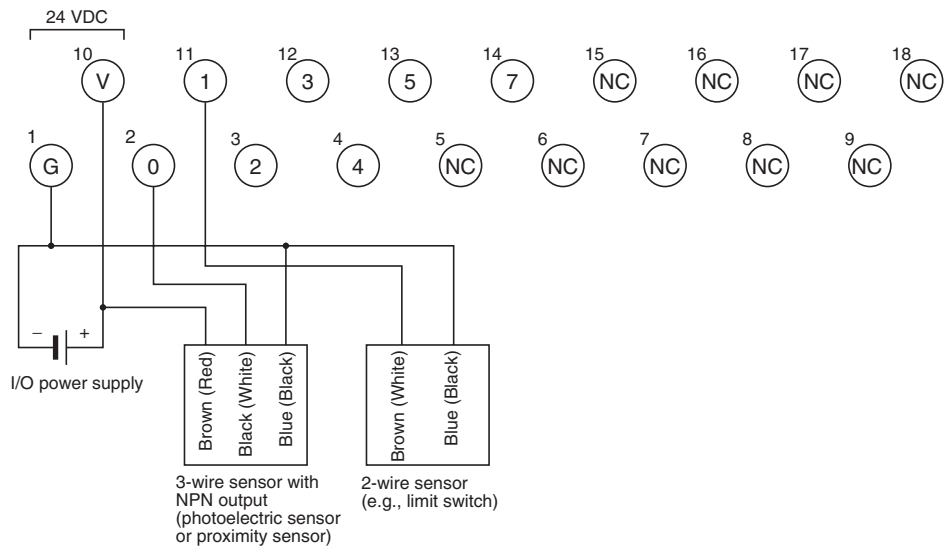 24 VDC
10 11 12 13 14 15 16 17 18
V 1 3 5 7 NC NC NC NC
1 2 3 4 5 6 7 8 9
G 0 2 4 NC NC NC NC NC
− +
I/O power supply
Brown (Red)
Black (White)
Blue (Black)
Brown (White)
Blue (Black)
3-wire sensor with
NPN output
(photoelectric sensor
or proximity sensor)
2-wire sensor
(e.g., limit switch)